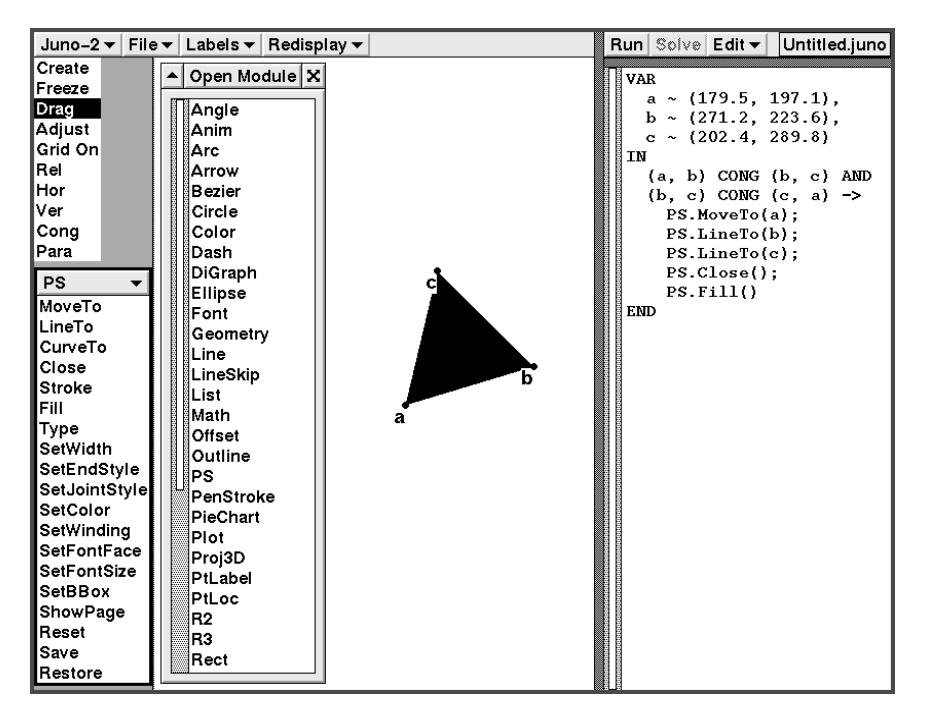 Juno-2 File Labels Redisplay
Run Solve Edit Untitled.juno
Create
Freeze
Drag
Adjust
Grid On
Rel
Hor
Ver
Cong
Para
PS
MoveTo
LineTo
CurveTo
Close
Stroke
Fill
Type
SetWidth
SetEndStyle
SetJointStyle
SetColor
SetWinding
SetFontFace
SetFontSize
SetBBox
ShowPage
Reset
Save
Restore
Open Module
Angle
Anim
Arc
Arrow
Bezier
Circle
Color
Dash
DiGraph
Ellipse
Font
Geometry
Line
LineSkip
List
Math
Offset
Outline
PS
PenStroke
PieChart
Plot
Proj3D
PtLabel
PtLoc
R2
R3
Rect
c
b
a
VAR
a ~ (179.5, 197.1),
b ~ (271.2, 223.6),
c ~ (202.4, 289.8)
IN
(a, b) CONG (b, c) AND
(b, c) CONG (c, a) ->
PS.MoveTo(a);
PS.LineTo(b);
PS.LineTo(c);
PS.Close();
PS.Fill()
END